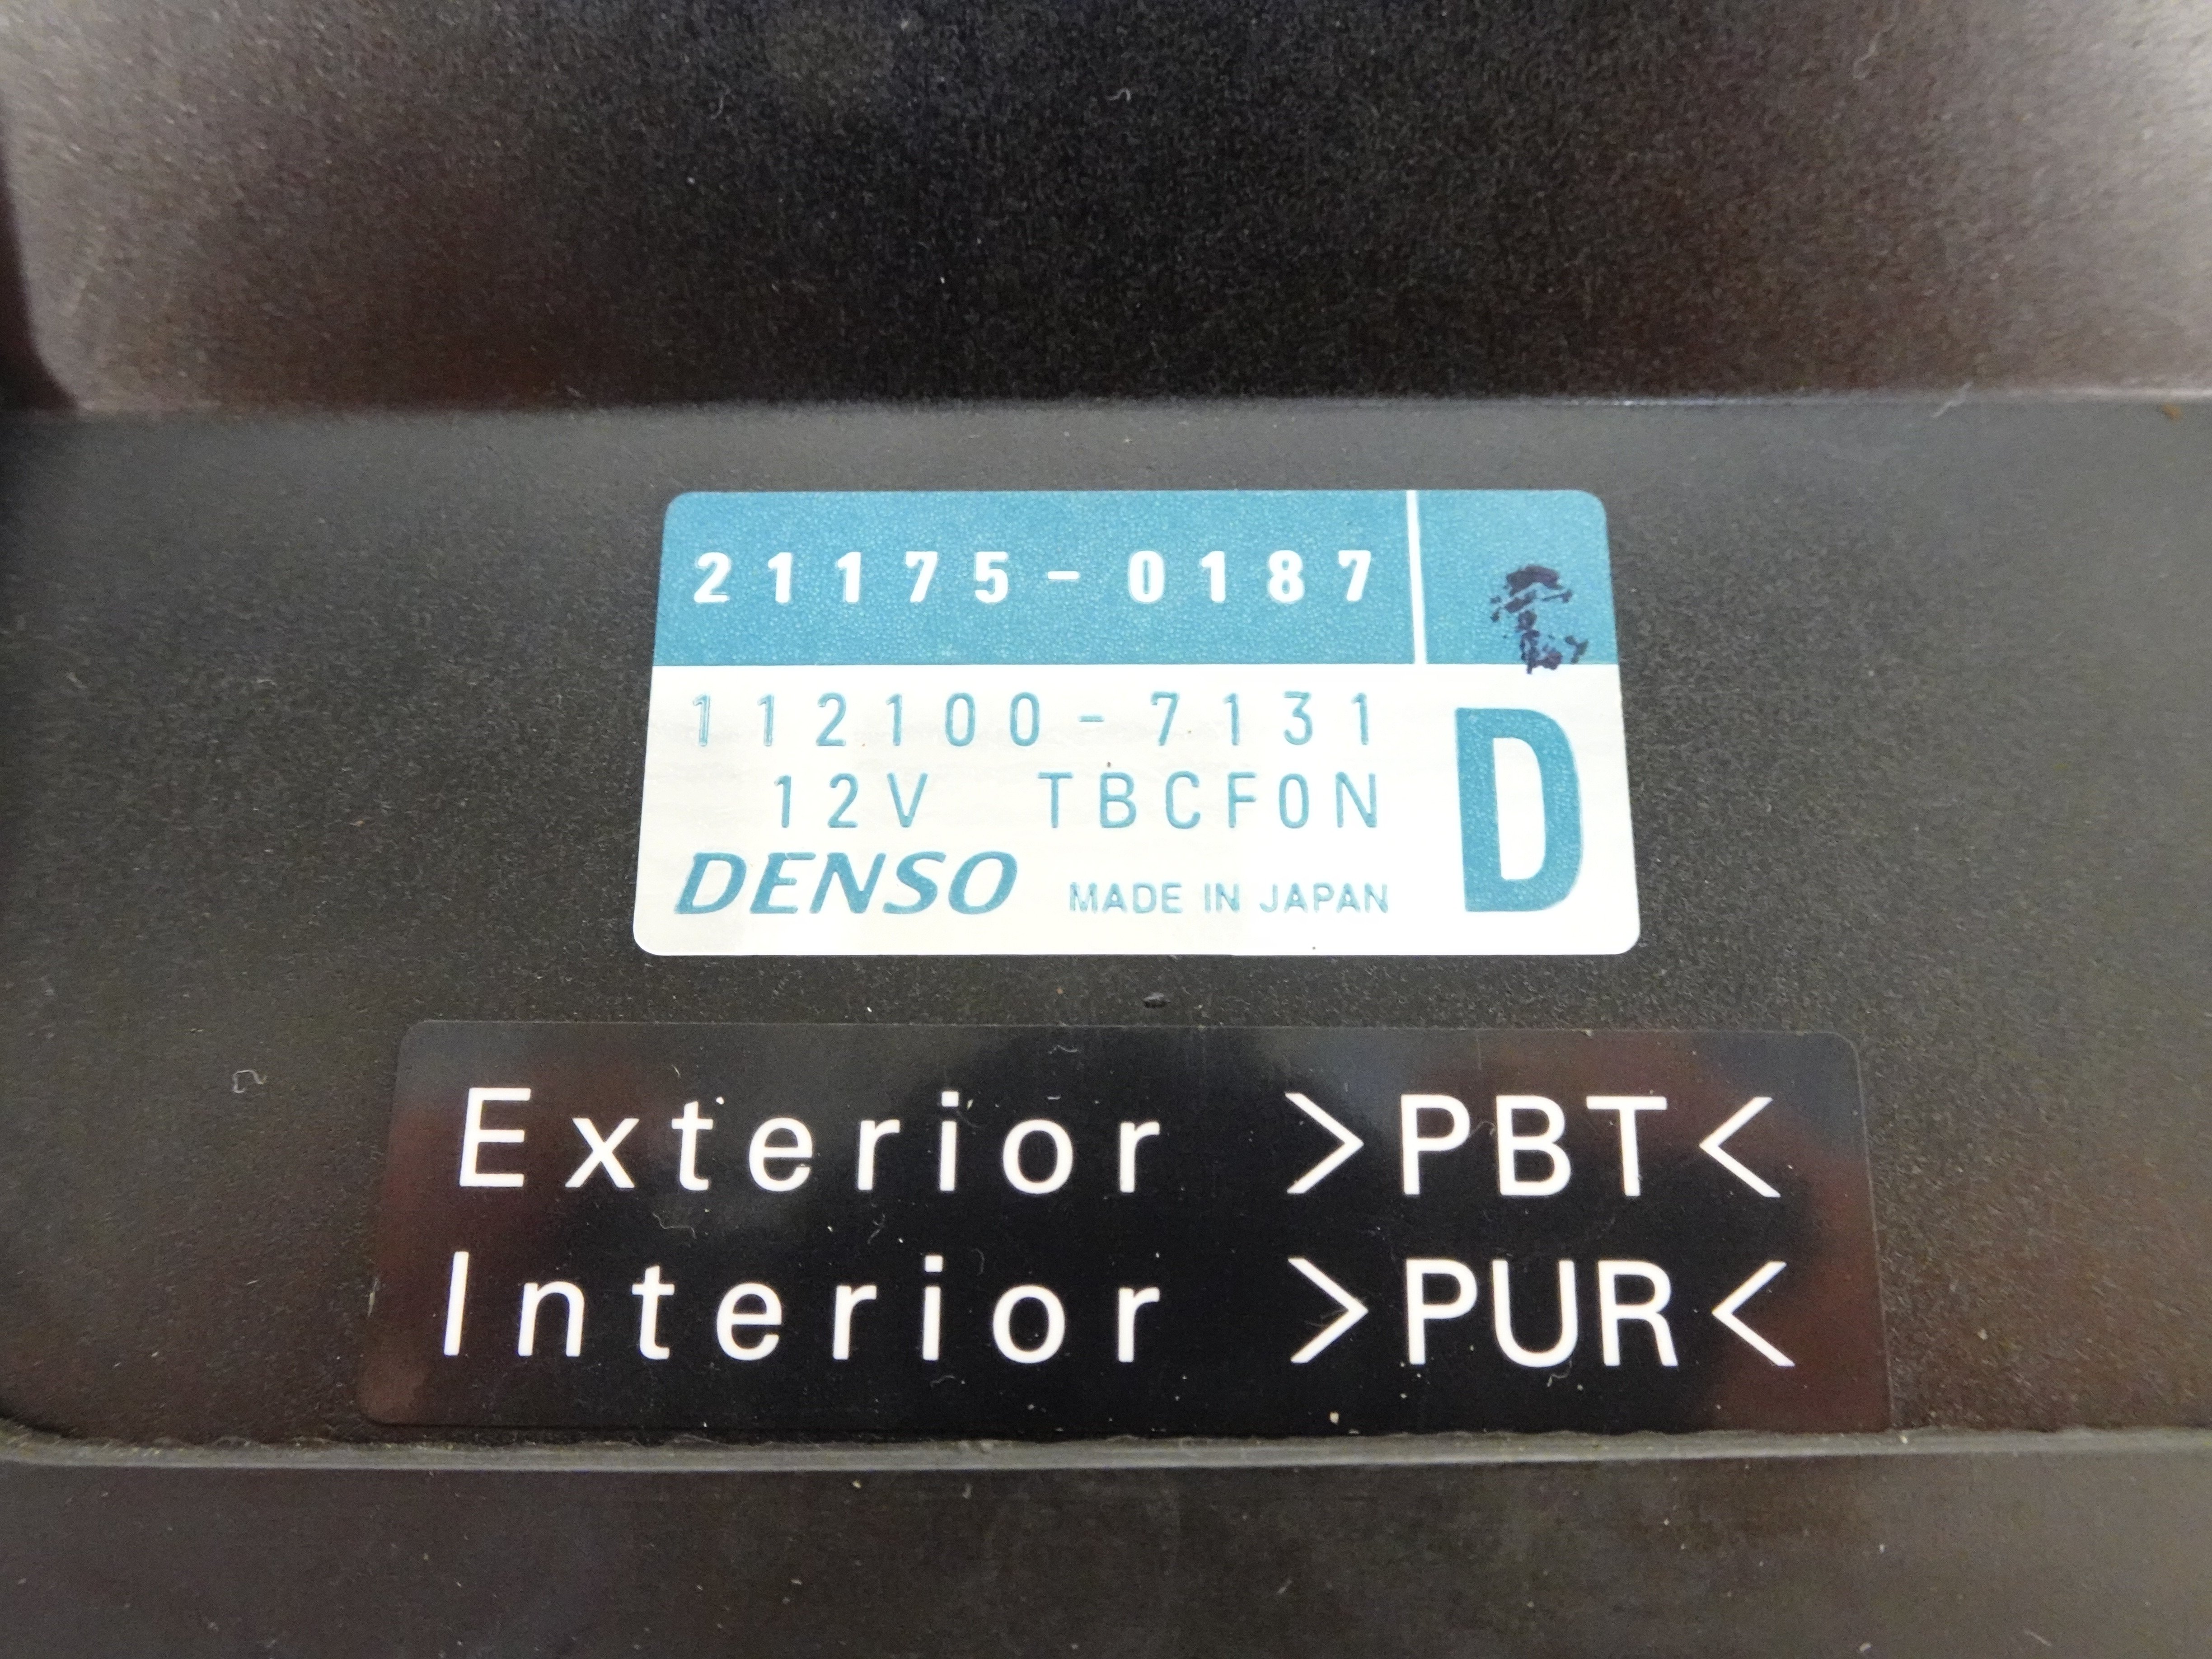 21175-0187
112100-7131
12V TBCF0N
D
DENSO MADE IN JAPAN
Exterior >PBT<
Interior >PUR<